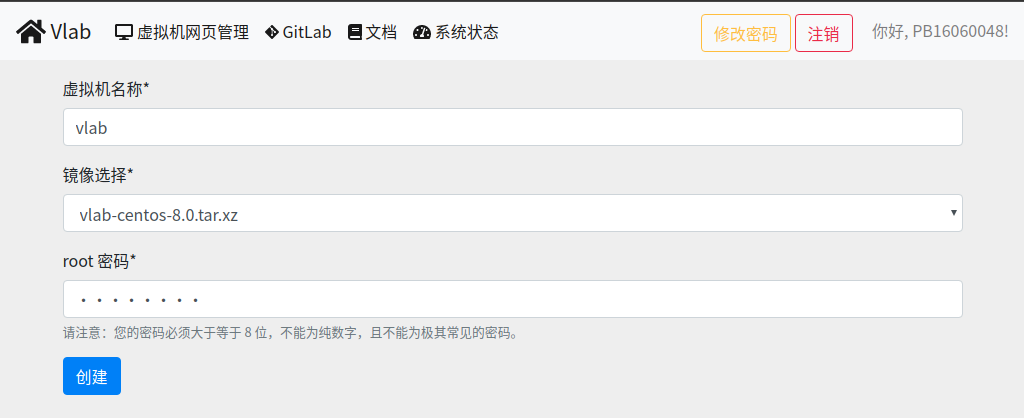 Vlab 虚拟机网页管理 GitLab 文档 系统状态 修改密码 注销 你好, PB16060048!
虚拟机名称*
vlab
镜像选择*
vlab-centos-8.0.tar.xz
root 密码*
········
请注意：您的密码必须大于等于 8 位，不能为纯数字，且不能为极其常见的密码。
创建